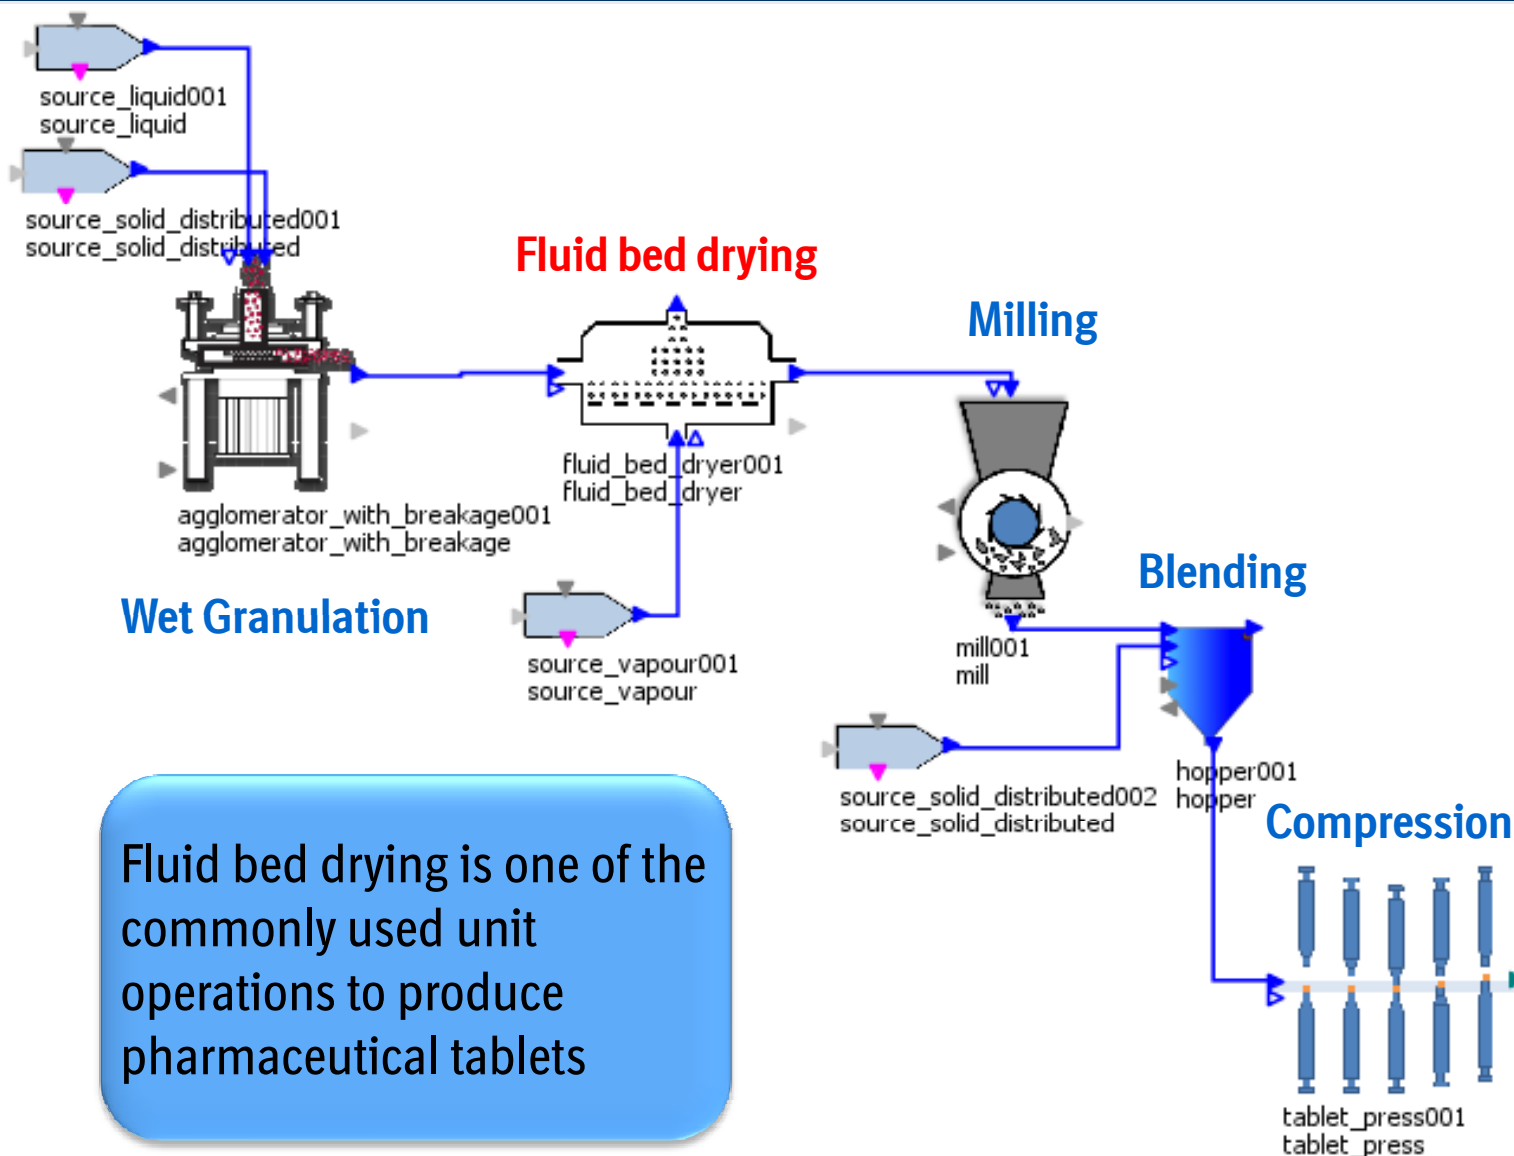 source_liquid001
source_liquid
source_solid_distributed001
source_solid_distributed
Fluid bed drying
Milling
fluid_bed_dryer001
fluid_bed_dryer
agglomerator_with_breakage001
agglomerator_with_breakage
Blending
Wet Granulation
source_vapour001
source_vapour
mill001
mill
hopper001
hopper
source_solid_distributed002
source_solid_distributed
Compression
Fluid bed drying is one of the
commonly used unit
operations to produce
pharmaceutical tablets
tablet_press001
tablet_press